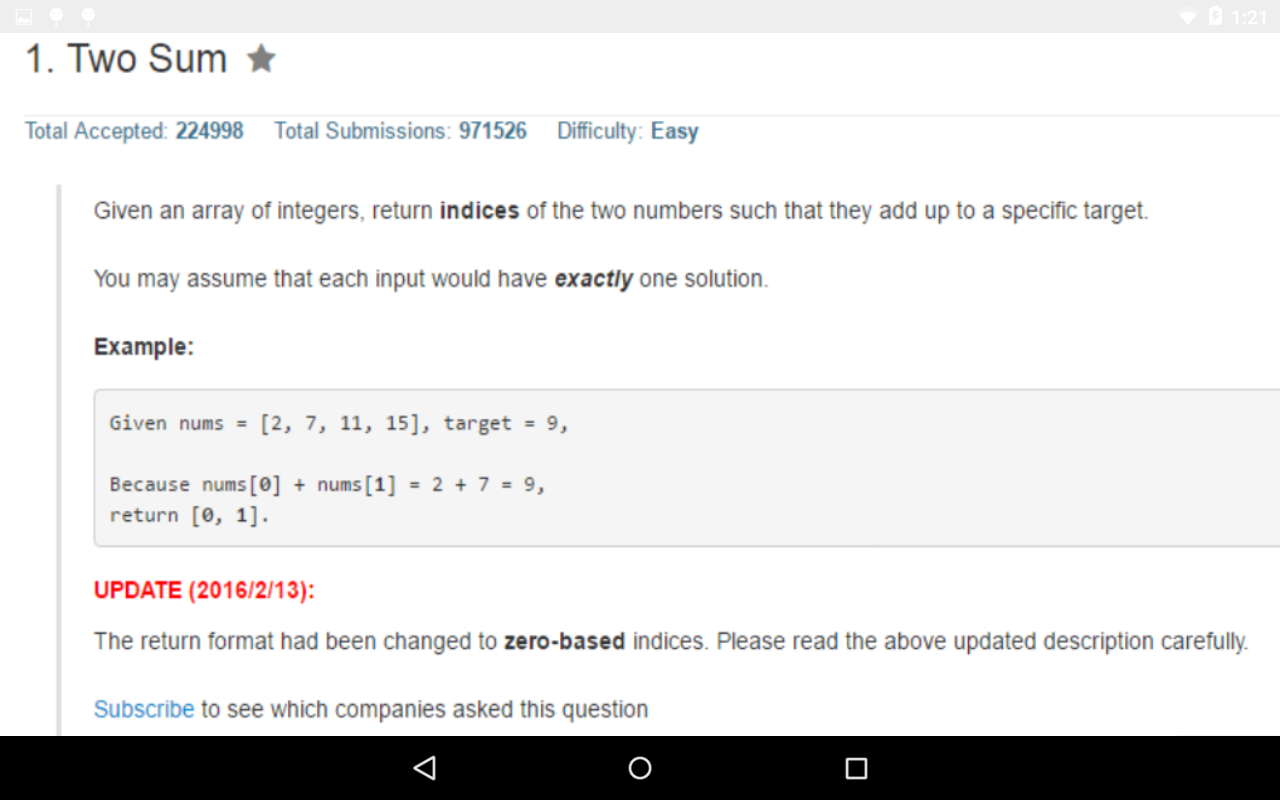 1:21
1. Two Sum
Total Accepted: 224998 Total Submissions: 971526 Difficulty: Easy
Given an array of integers, return indices of the two numbers such that they add up to a specific target.
You may assume that each input would have exactly one solution.
Example:
Given nums = [2, 7, 11, 15], target = 9,
Because nums[0] + nums[1] = 2 + 7 = 9,
return [0, 1].
UPDATE (2016/2/13):
The return format had been changed to zero-based indices. Please read the above updated description carefully.
Subscribe to see which companies asked this question